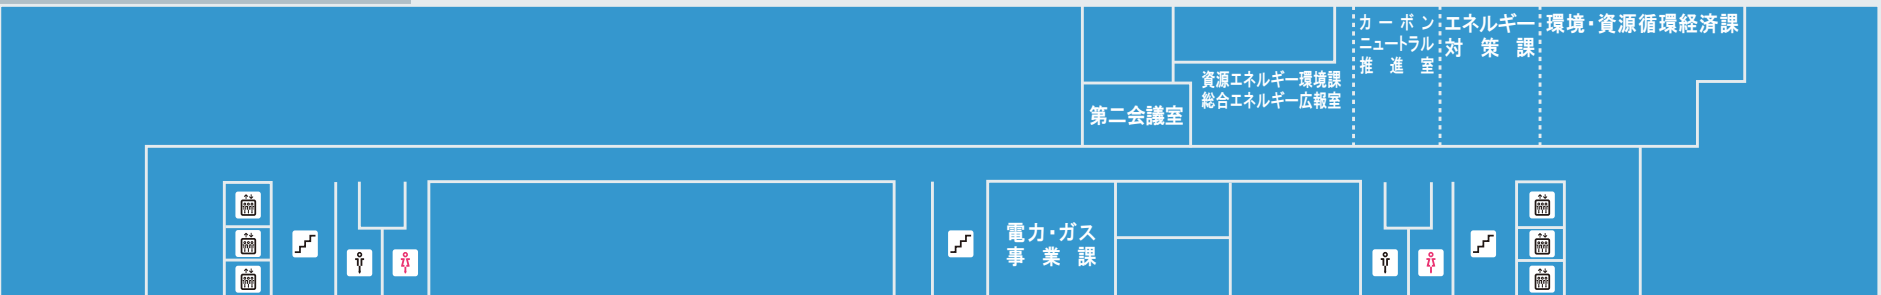 カーボン
ニュートラル
推進室
エネルギー
対策課
環境・資源循環経済課
資源エネルギー環境課
総合エネルギー広報室
第二会議室
電力・ガス
事業課